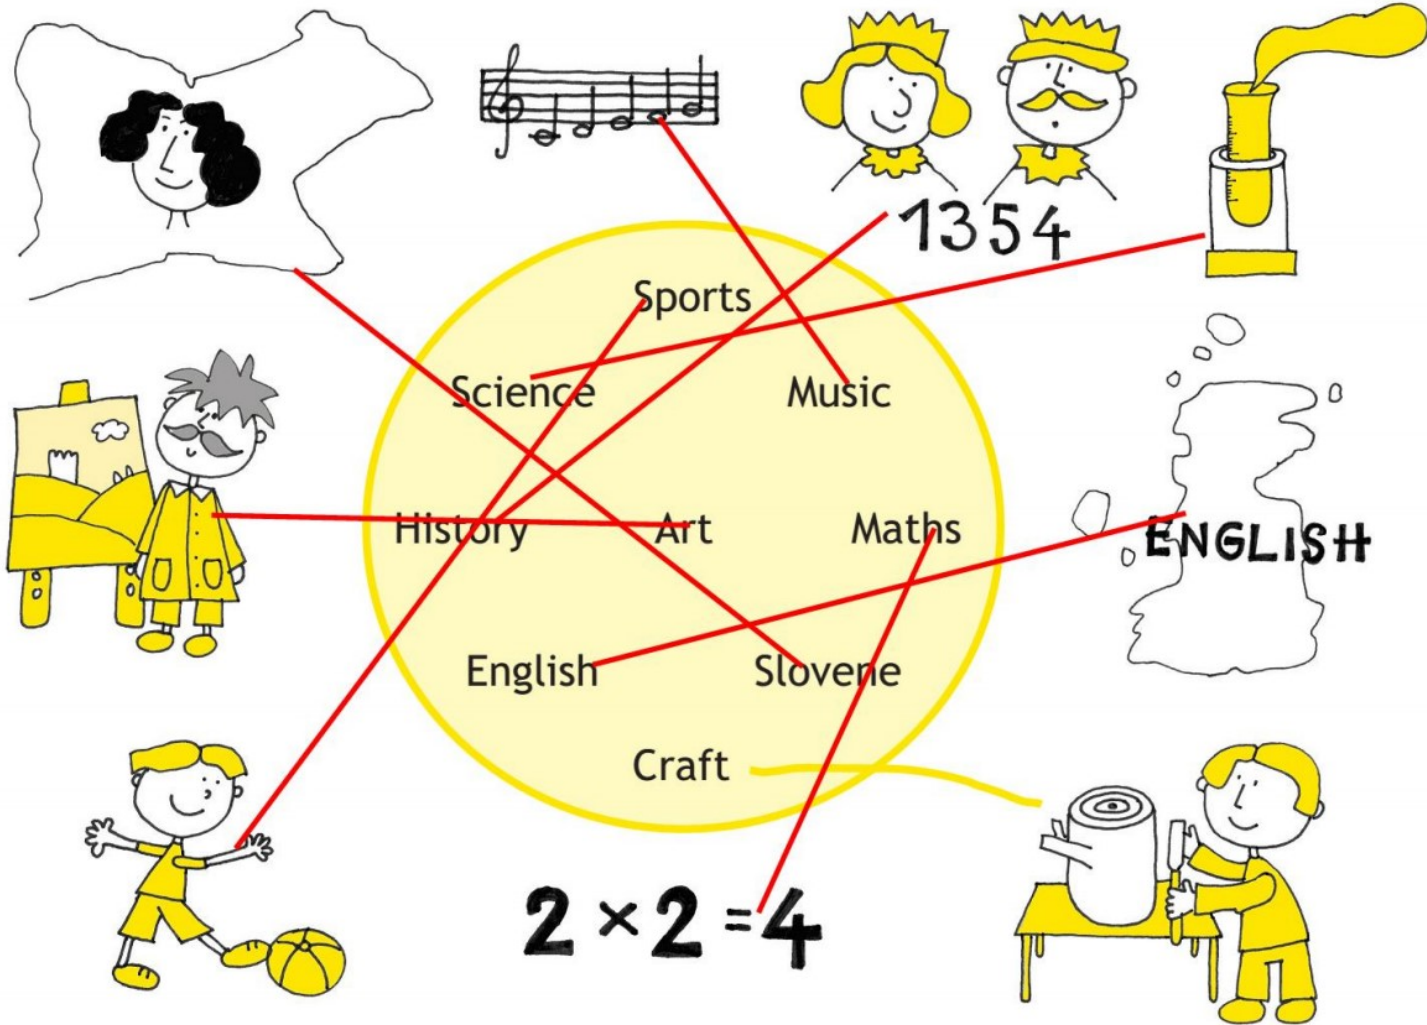 1354
Sports
Science
Music
History
Art
Maths
ENGLISH
English
Slovene
Craft
2 × 2 = 4